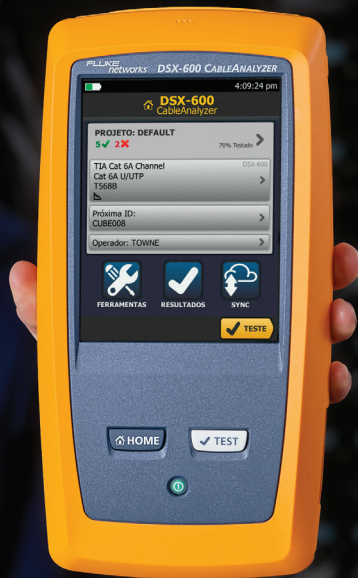 FLUKE networks DSX-600 CABLEANALYZER
4:09:24 pm
DSX-600
CableAnalyzer
PROJETO: DEFAULT
5✓ 2✗ 70% Testado
TIA Cat 6A Channel DSX-600
Cat 6A U/UTP
T568B
Próxima ID:
CUBE008
Operador: TOWNE
FERRAMENTAS RESULTADOS SYNC
TESTE
HOME TEST